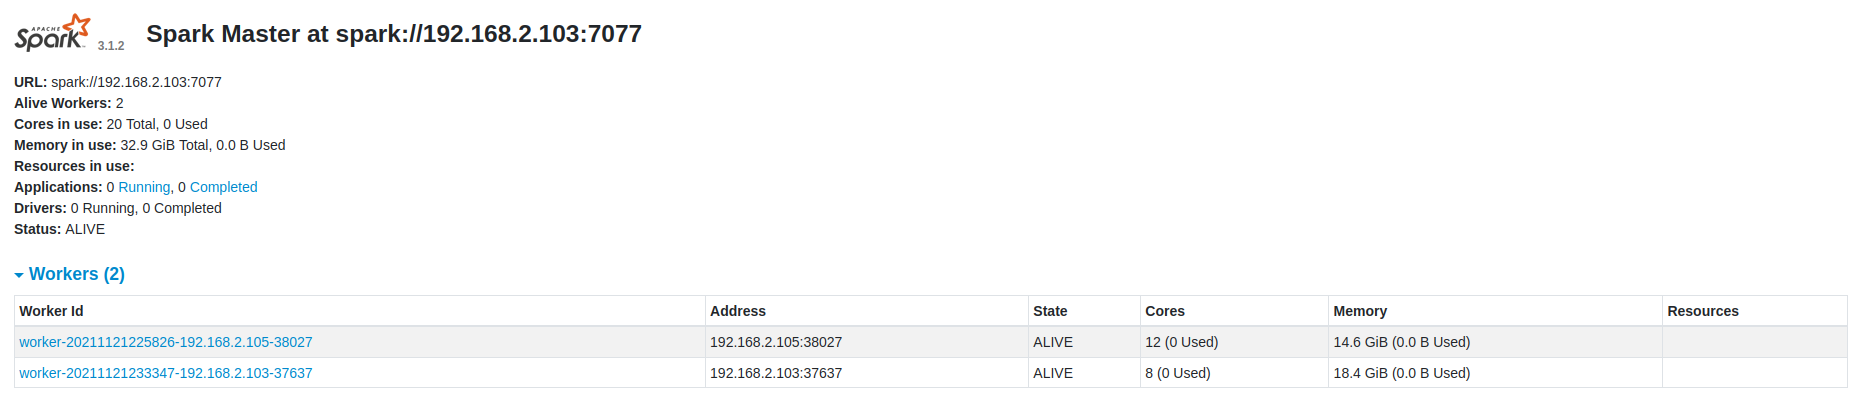 APACHE
Spark 3.1.2 Spark Master at spark://192.168.2.103:7077
URL: spark://192.168.2.103:7077
Alive Workers: 2
Cores in use: 20 Total, 0 Used
Memory in use: 32.9 GiB Total, 0.0 B Used
Resources in use:
Applications: 0 Running, 0 Completed
Drivers: 0 Running, 0 Completed
Status: ALIVE
Workers (2)
Worker Id Address State Cores Memory Resources
worker-20211121225826-192.168.2.105-38027 192.168.2.105:38027 ALIVE 12 (0 Used) 14.6 GiB (0.0 B Used)
worker-20211121233347-192.168.2.103-37637 192.168.2.103:37637 ALIVE 8 (0 Used) 18.4 GiB (0.0 B Used)